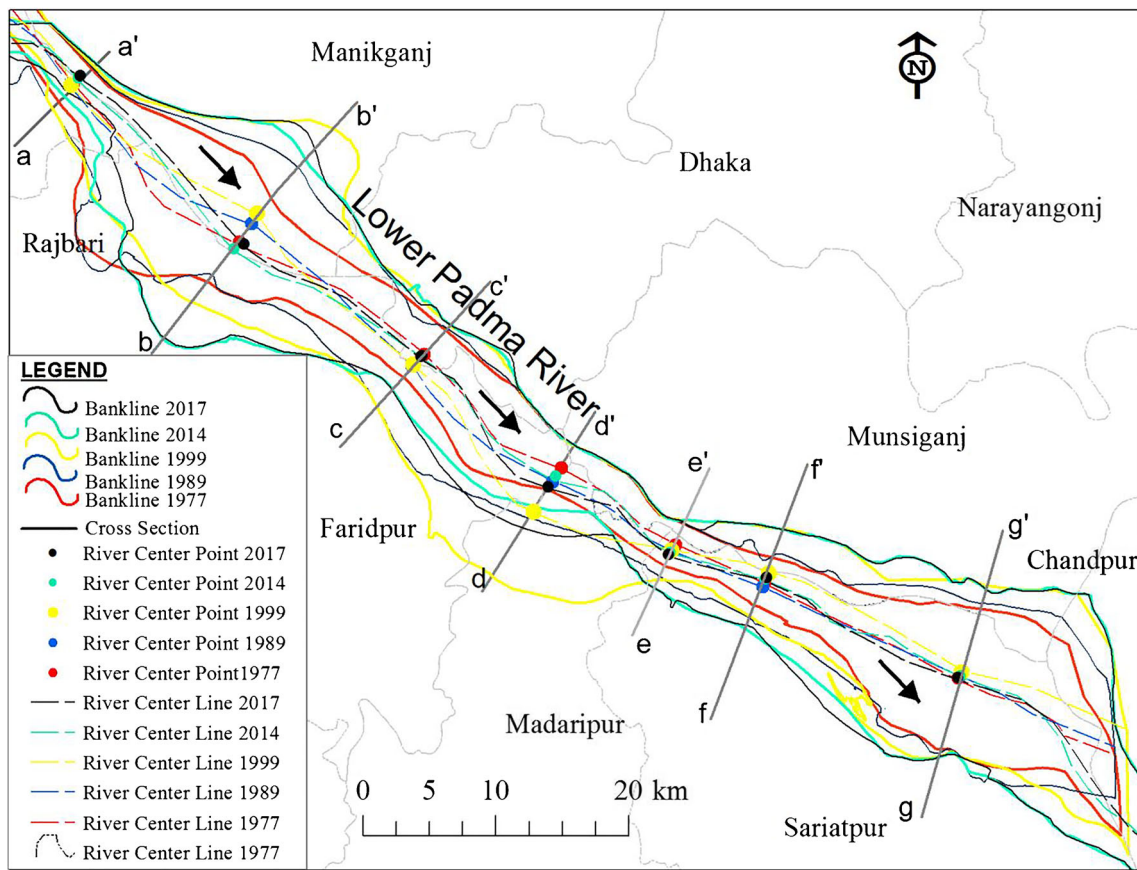 a'
Manikganj
N
b'
a
Dhaka
Narayangonj
Rajbari
Lower Padma River
c'
b
LEGEND
Bankline 2017
Bankline 2014
Bankline 1999
Bankline 1989
Bankline 1977
Cross Section
River Center Point 2017
River Center Point 2014
River Center Point 1999
River Center Point 1989
River Center Point1977
River Center Line 2017
River Center Line 2014
River Center Line 1999
River Center Line 1989
River Center Line 1977
River Center Line 1977
c
d'
Munsiganj
e'
f'
Faridpur
g'
Chandpur
d
e
f
Madaripur
0 5 10 20 km
Sariatpur
g